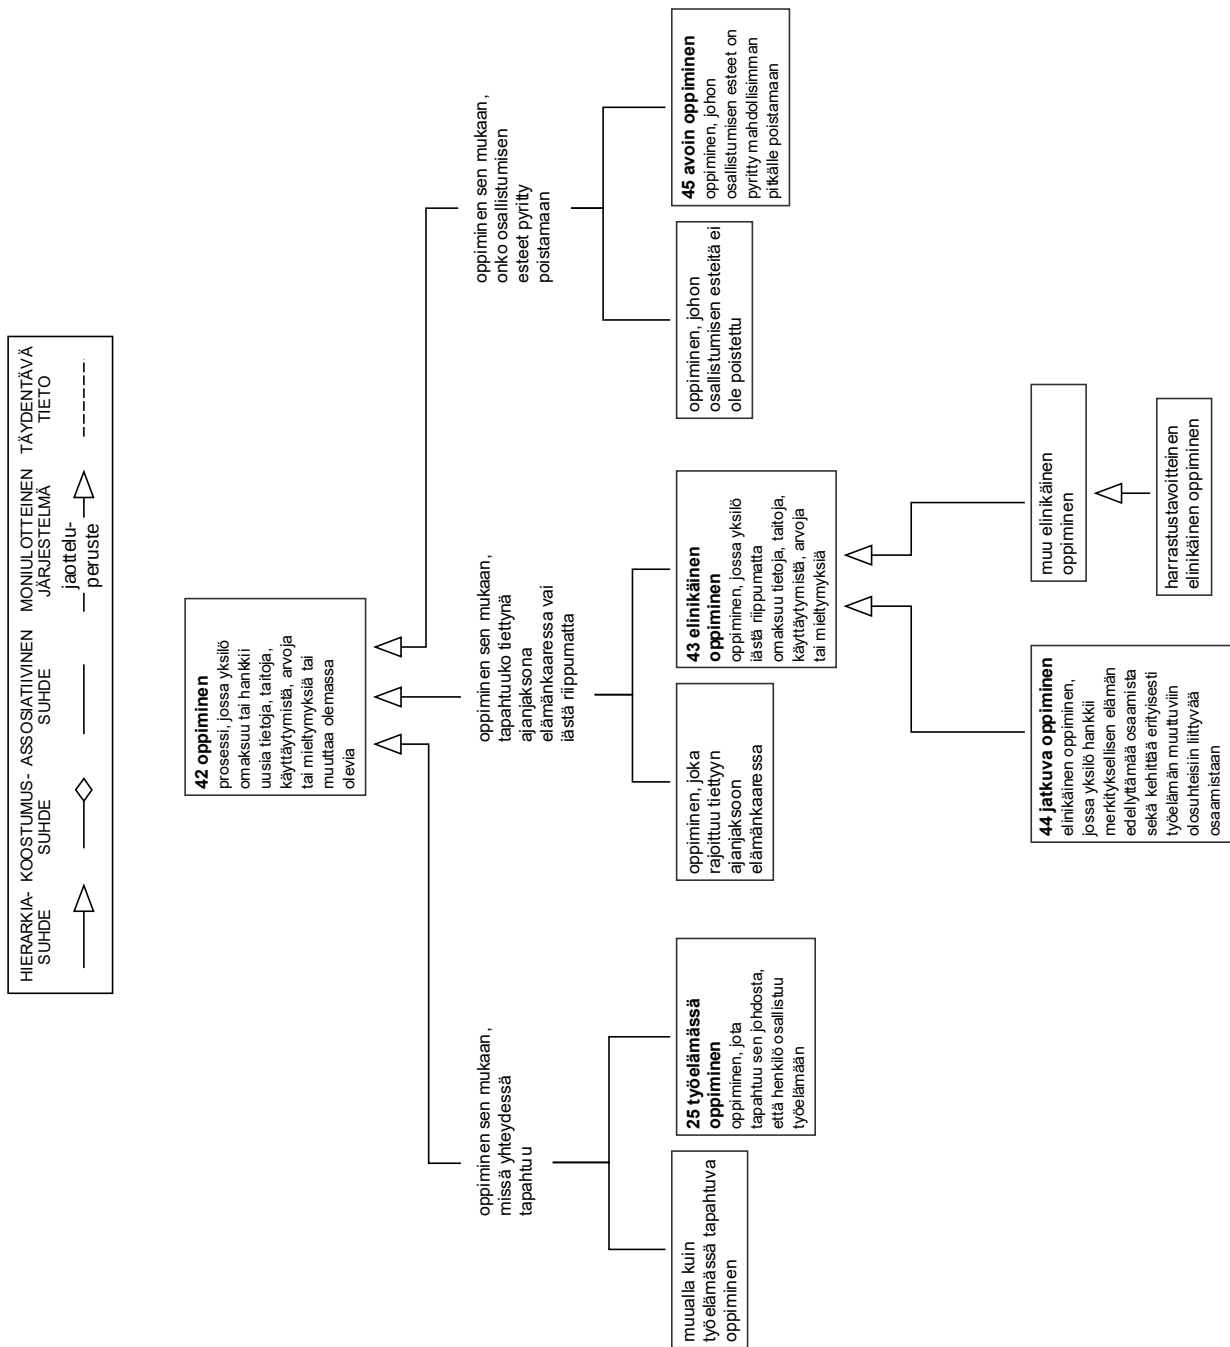 HIERARKIA-
SUHDE
KOOSTUMUS-
SUHDE
ASSOSIATIIVINEN
SUHDE
MONIULOTTEINEN
JÄRJESTELMÄ
jaottelu-
peruste
TÄYDENTÄVÄ
TIETO
42 oppiminen
prosessi, jossa yksilö
omaksuu tai hankkii
uusia tietoja, taitoja,
käyttäytymistä, arvoja
tai mieltymyksiä tai
muuttaa olemassa
olevia
oppiminen sen mukaan,
missä yhteydessä
tapahtuu
oppiminen sen mukaan,
tapahtuuko tiettynä
ajanjaksona
elämänkaaressa vai
iästä riippumatta
oppiminen sen mukaan,
onko osallistumisen
esteet pyritty
poistamaan
muualla kuin
työelämässä tapahtuva
oppiminen
25 työelämässä
oppiminen
oppiminen, jota
tapahtuu sen johdosta,
että henkilö osallistuu
työelämään
oppiminen, joka
rajoittuu tiettyyn
ajanjaksoon
elämänkaaressa
43 elinikäinen
oppiminen
oppiminen, jossa yksilö
iästä riippumatta
omaksuu tietoja, taitoja,
käyttäytymistä, arvoja
tai mieltymyksiä
oppiminen, johon
osallistumisen esteitä ei
ole poistettu
45 avoin oppiminen
oppiminen, johon
osallistumisen esteet on
pyritty mahdollisimman
pitkälle poistamaan
44 jatkuva oppiminen
elinikäinen oppiminen,
jossa yksilö hankkii
merkityksellisen elämän
edellyttämää osaamista
sekä kehittää erityisesti
työelämän muuttuviin
olosuhteisiin liittyvää
osaamistaan
muu elinikäinen
oppiminen
harrastustavoitteinen
elinikäinen oppiminen